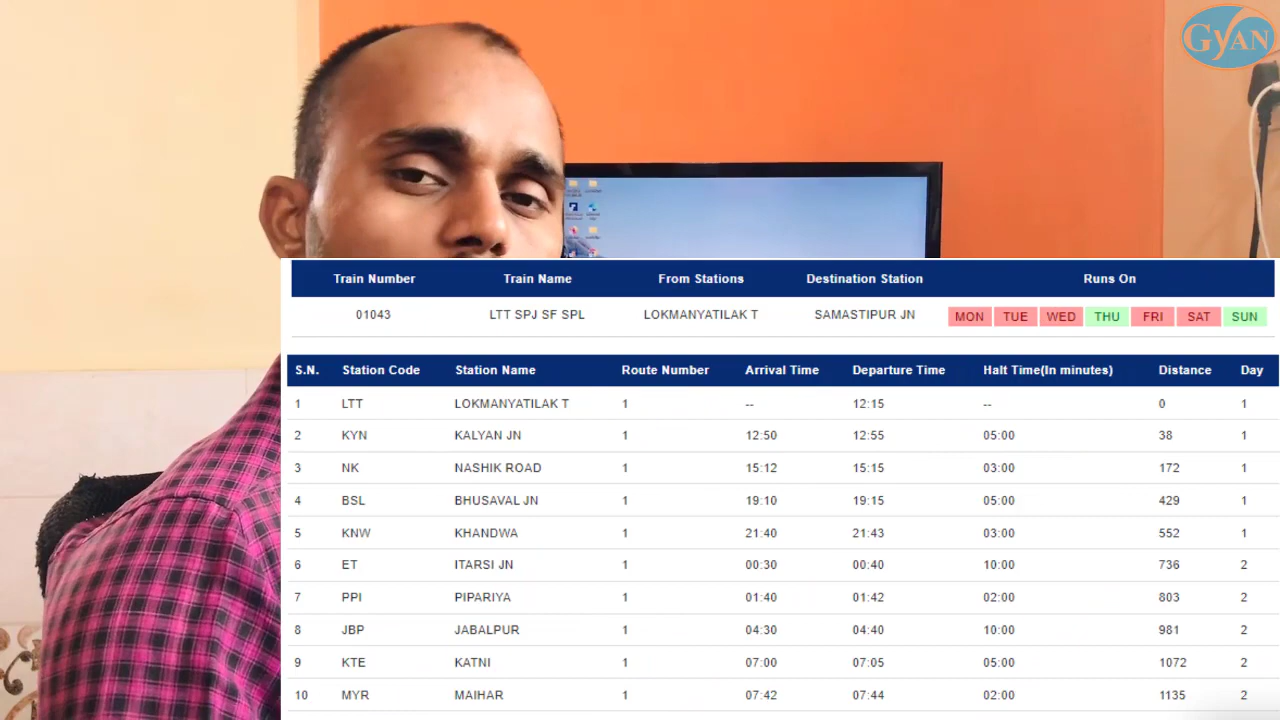 GyAN
Train Number Train Name From Stations Destination Station Runs On
01043 LTT SPJ SF SPL LOKMANYATILAK T SAMASTIPUR JN MON TUE WED THU FRI SAT SUN
S.N. Station Code Station Name Route Number Arrival Time Departure Time Halt Time(In minutes) Distance Day
1 LTT LOKMANYATILAK T 1 -- 12:15 -- 0 1
2 KYN KALYAN JN 1 12:50 12:55 05:00 38 1
3 NK NASHIK ROAD 1 15:12 15:15 03:00 172 1
4 BSL BHUSAVAL JN 1 19:10 19:15 05:00 429 1
5 KNW KHANDWA 1 21:40 21:43 03:00 552 1
6 ET ITARSI JN 1 00:30 00:40 10:00 736 2
7 PPI PIPARIYA 1 01:40 01:42 02:00 803 2
8 JBP JABALPUR 1 04:30 04:40 10:00 981 2
9 KTE KATNI 1 07:00 07:05 05:00 1072 2
10 MYR MAIHAR 1 07:42 07:44 02:00 1135 2